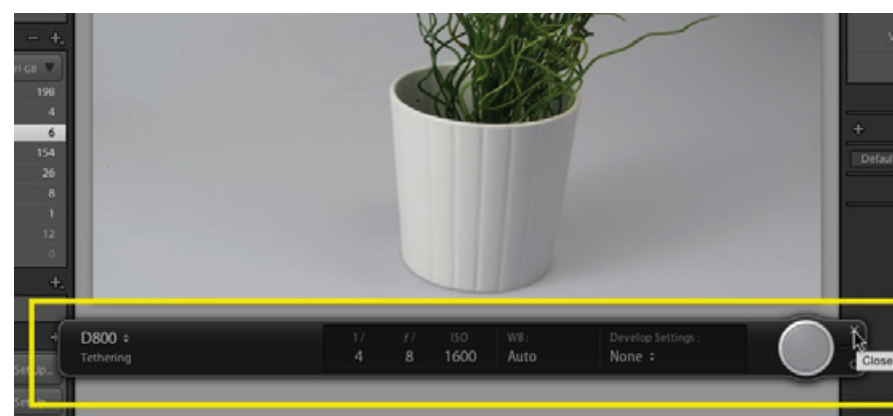 198
4
6
154
26
8
1
12
0
Defaul
D800
Tethering
1 / f / ISO WB : Develop Settings :
4 8 1600 Auto None
Close